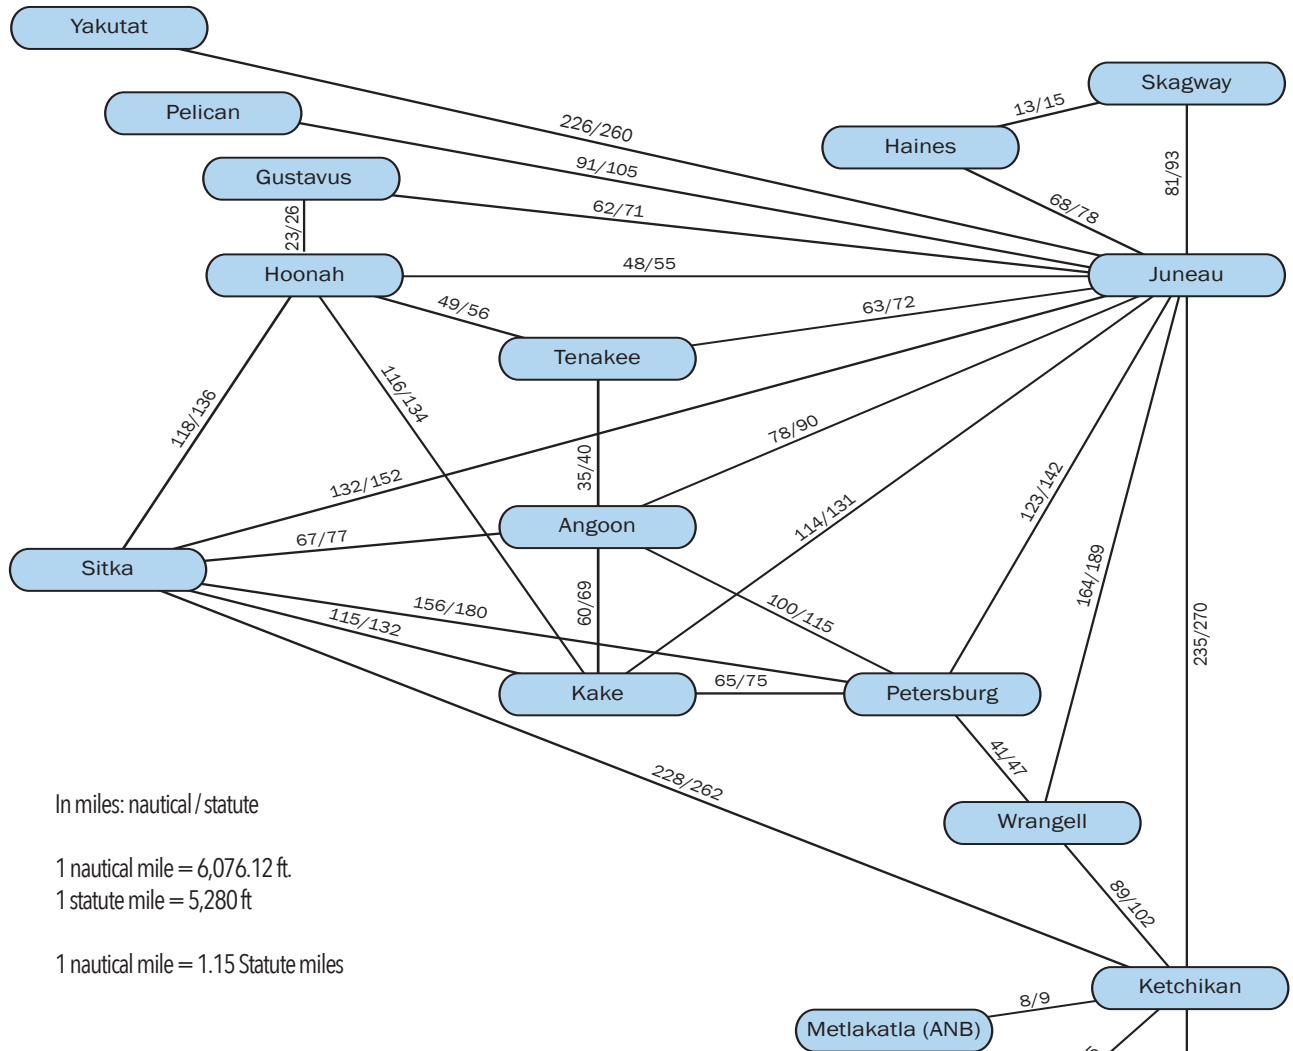 Yakutat
Skagway
Pelican
13/15
226/260
Haines
91/105
81/93
Gustavus
62/71
68/78
23/26
Hoonah
48/55
Juneau
49/56
63/72
Tenakee
116/134
118/136
78/90
35/40
132/152
123/142
114/131
Angoon
67/77
Sitka
164/189
156/180
60/69
100/115
115/132
235/270
65/75
Kake
Petersburg
41/47
228/262
In miles: nautical / statute
Wrangell
1 nautical mile = 6,076.12 ft.
1 statute mile = 5,280 ft
89/102
1 nautical mile = 1.15 Statute miles
Ketchikan
8/9
Metlakatla (ANB)